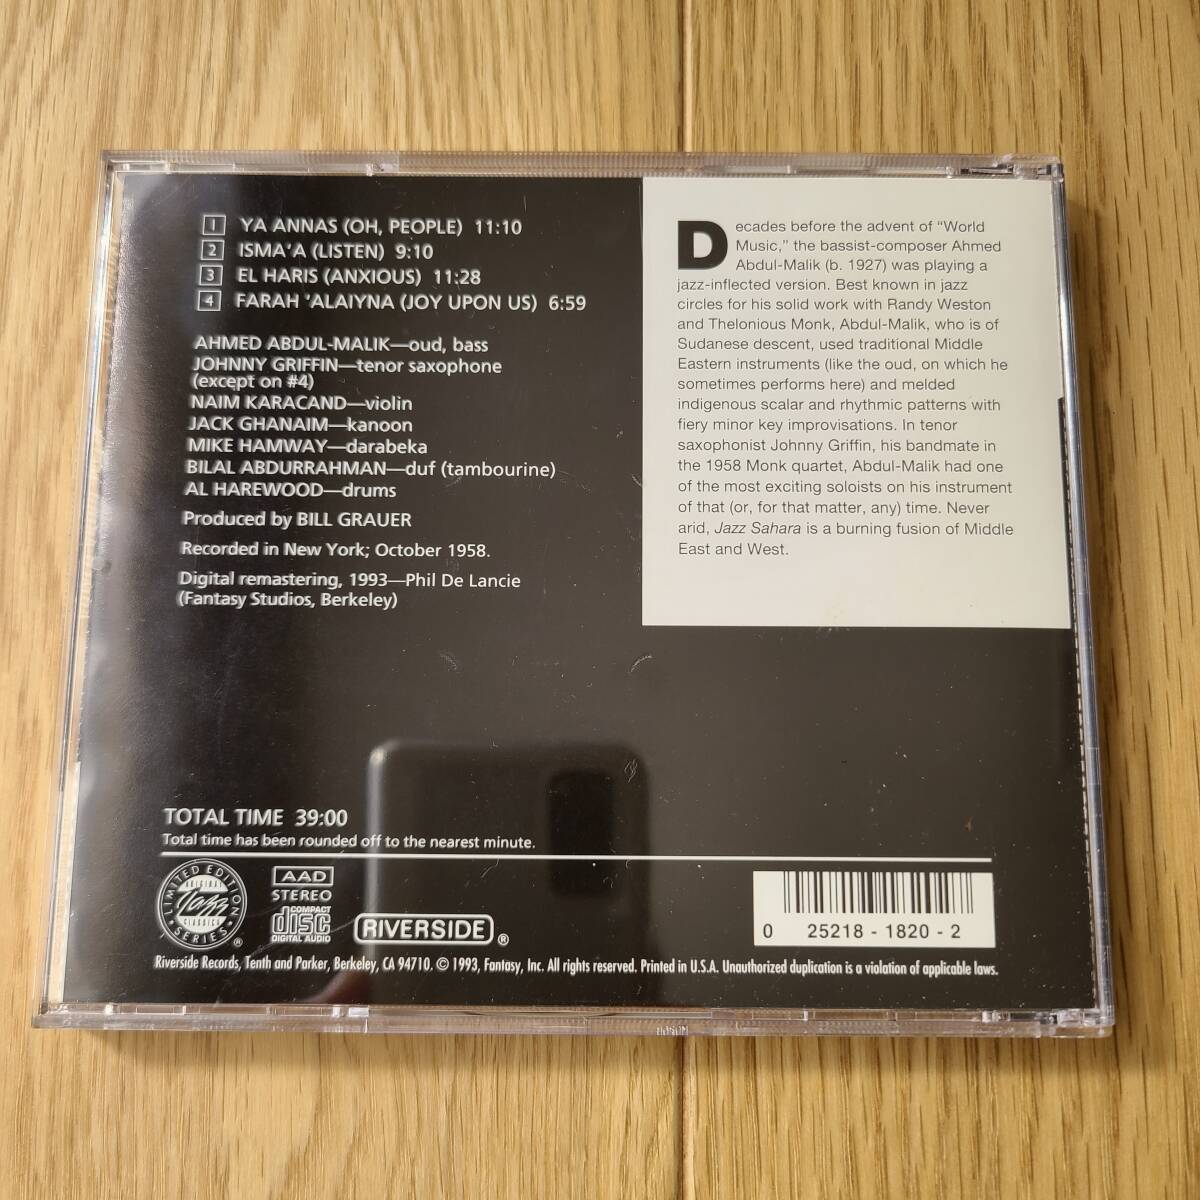 1 YA ANNAS (OH, PEOPLE) 11:10
2 ISMA'A (LISTEN) 9:10
3 EL HARIS (ANXIOUS) 11:28
4 FARAH 'ALAIYNA (JOY UPON US) 6:59
AHMED ABDUL-MALIK—oud, bass
JOHNNY GRIFFIN—tenor saxophone
(except on #4)
NAIM KARACAND—violin
JACK GHANAIM—kanoon
MIKE HAMWAY—darabeka
BILAL ABDURRAHMAN—duf (tambourine)
AL HAREWOOD—drums
Produced by BILL GRAUER
Recorded in New York; October 1958.
Digital remastering, 1993—Phil De Lancie
(Fantasy Studios, Berkeley)
Decades before the advent of “World
Music,” the bassist-composer Ahmed
Abdul-Malik (b. 1927) was playing a
jazz-inflected version. Best known in jazz
circles for his solid work with Randy Weston
and Thelonious Monk, Abdul-Malik, who is of
Sudanese descent, used traditional Middle
Eastern instruments (like the oud, on which he
sometimes performs here) and melded
indigenous scalar and rhythmic patterns with
fiery minor key improvisations. In tenor
saxophonist Johnny Griffin, his bandmate in
the 1958 Monk quartet, Abdul-Malik had one
of the most exciting soloists on his instrument
of that (or, for that matter, any) time. Never
arid, Jazz Sahara is a burning fusion of Middle
East and West.
TOTAL TIME 39:00
Total time has been rounded off to the nearest minute.
LIMITED EDITION
ORIGINAL
Jazz
CLASSICS
SERIES
®
AAD
STEREO
COMPACT
disc
DIGITAL AUDIO
RIVERSIDE ®
0 25218 - 1820 - 2
Riverside Records, Tenth and Parker, Berkeley, CA 94710. © 1993, Fantasy, Inc. All rights reserved. Printed in U.S.A. Unauthorized duplication is a violation of applicable laws.